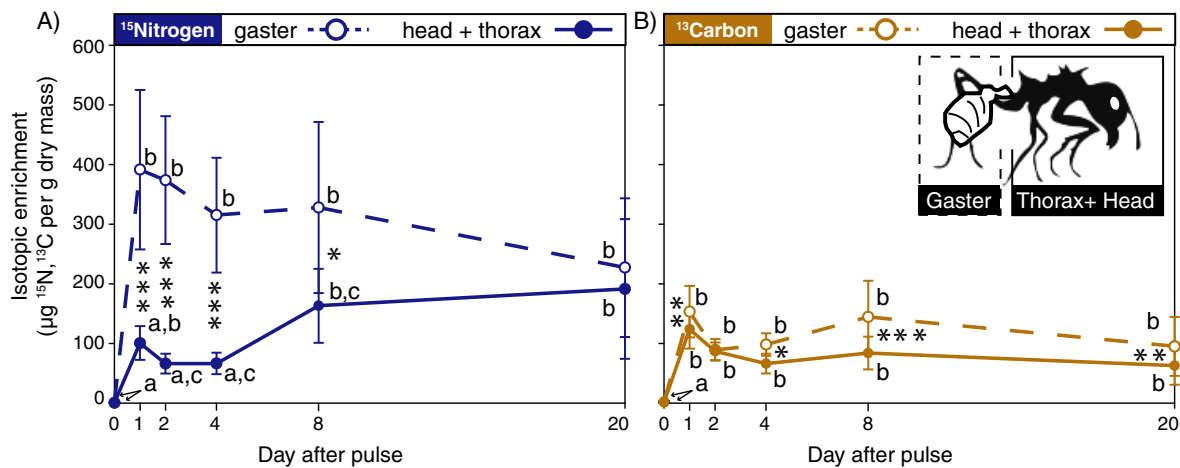 A) ¹⁵Nitrogen gaster head + thorax
B) ¹³Carbon gaster head + thorax
Isotopic enrichment
(µg ¹⁵N,¹³C per g dry mass)
600
500
400
300
200
100
0
b
b
b
b
b
***
***
***
*
a,b
a,c
a,c
b,c
b
a
0 1 2 4 8 20
Day after pulse
Gaster Thorax+ Head
b
b
b
b
b
**
*
***
**
b
b
b
b
b
a
0 1 2 4 8 20
Day after pulse